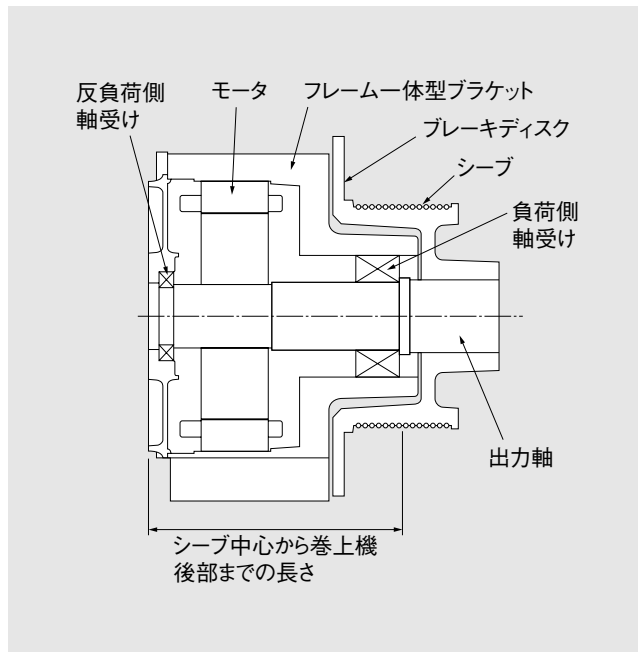 反負荷側
軸受け
モータ
フレーム一体型ブラケット
ブレーキディスク
シーブ
負荷側
軸受け
出力軸
シーブ中心から巻上機
後部までの長さ